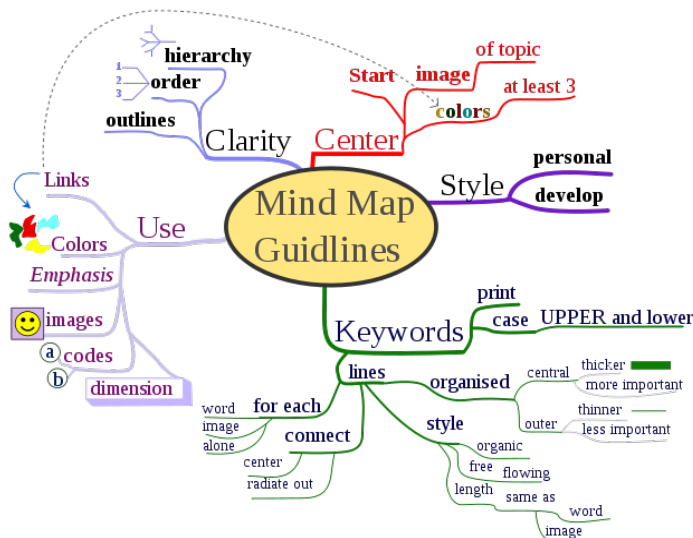 Mind Map
Guidlines
Center
Start
image
of topic
colors
at least 3
Style
personal
develop
Keywords
print
case
UPPER and lower
lines
organised
central
thicker
more important
outer
thinner
less important
style
organic
free
flowing
length
same as
word
image
connect
center
radiate out
for each
word
image
alone
Use
Links
Colors
Emphasis
images
codes
a
b
dimension
Clarity
hierarchy
order
1
2
3
outlines